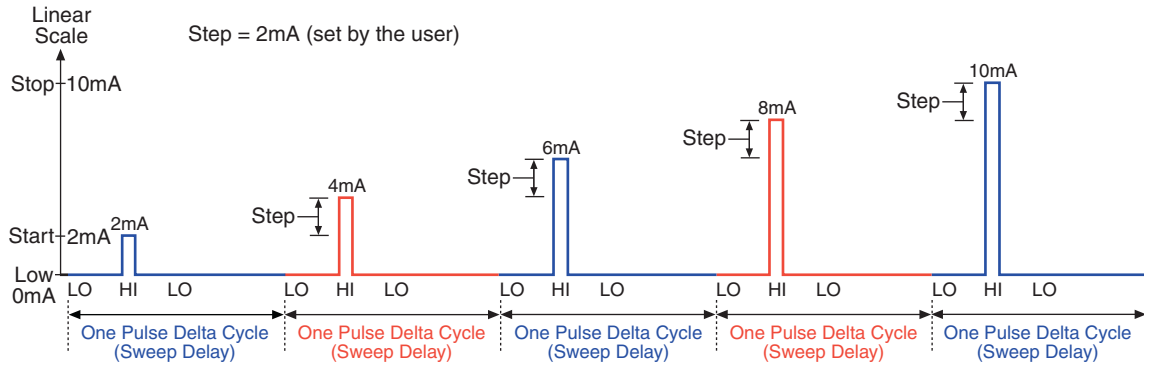 Linear
Scale
Step = 2mA (set by the user)
Stop 10mA
10mA
Step
8mA
Step
6mA
Step
4mA
Step
2mA
Start 2mA
Low
0mA
LO HI LO LO HI LO LO HI LO LO HI LO LO HI LO
One Pulse Delta Cycle
(Sweep Delay)
One Pulse Delta Cycle
(Sweep Delay)
One Pulse Delta Cycle
(Sweep Delay)
One Pulse Delta Cycle
(Sweep Delay)
One Pulse Delta Cycle
(Sweep Delay)